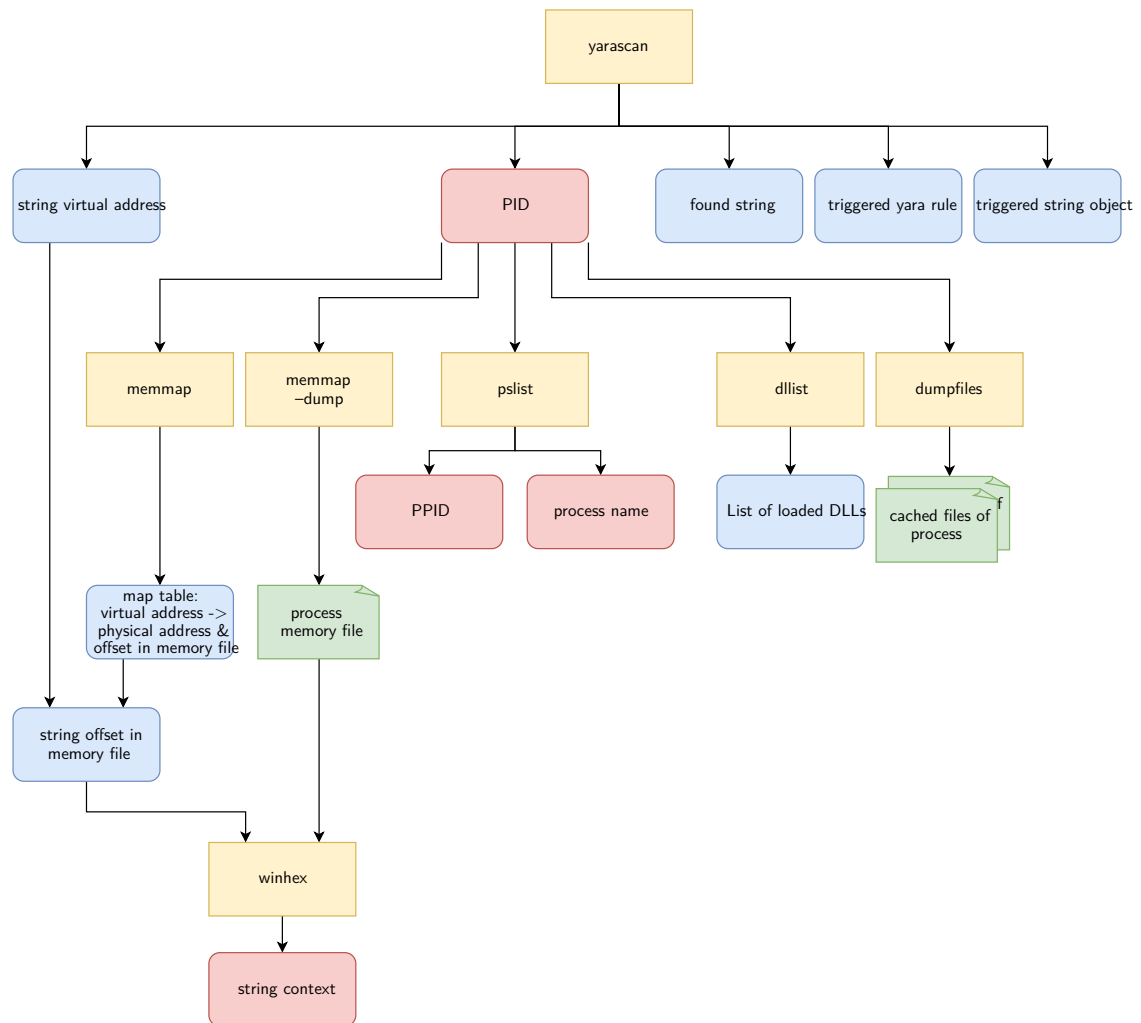 yarascan
string virtual address
PID
found string
triggered yara rule
triggered string object
memmap
memmap
–dump
pslist
dllist
dumpfiles
PPID
process name
List of loaded DLLs
f
cached files of
process
map table:
virtual address ->
physical address &
offset in memory file
process
memory file
string offset in
memory file
winhex
string context